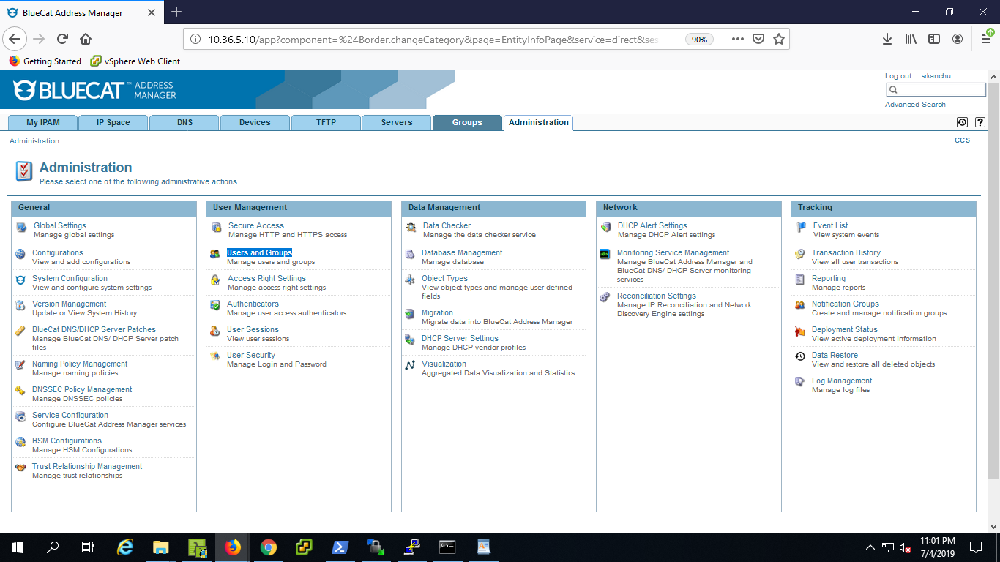 BlueCat Address Manager
10.36.5.10/app?component=%24Border.changeCategory&page=EntityInfoPage&service=direct&ses
90%
Getting Started
vSphere Web Client
BLUECAT™ ADDRESS MANAGER
Log out | srkanchu
Advanced Search
My IPAM
IP Space
DNS
Devices
TFTP
Servers
Groups
Administration
Administration
CCS
Administration
Please select one of the following administrative actions.
General
Global Settings
Manage global settings
Configurations
View and add configurations
System Configuration
View and configure system settings
Version Management
Update or View System History
BlueCat DNS/DHCP Server Patches
Manage BlueCat DNS/ DHCP Server patch
files
Naming Policy Management
Manage naming policies
DNSSEC Policy Management
Manage DNSSEC policies
Service Configuration
Configure BlueCat Address Manager services
HSM Configurations
Manage HSM Configurations
Trust Relationship Management
Manage trust relationships
User Management
Secure Access
Manage HTTP and HTTPS access
Users and Groups
Manage users and groups
Access Right Settings
Manage access right settings
Authenticators
Manage user access authenticators
User Sessions
View user sessions
User Security
Manage Login and Password
Data Management
Data Checker
Manage the data checker service
Database Management
Manage database
Object Types
View object types and manage user-defined
fields
Migration
Migrate data into BlueCat Address Manager
DHCP Server Settings
Manage DHCP vendor profiles
Visualization
Aggregated Data Visualization and Statistics
Network
DHCP Alert Settings
Manage DHCP Alert settings
Monitoring Service Management
Manage BlueCat Address Manager and
BlueCat DNS/ DHCP Server monitoring
services
Reconciliation Settings
Manage IP Reconciliation and Network
Discovery Engine settings
Tracking
Event List
View system events
Transaction History
View all user transactions
Reporting
Manage reports
Notification Groups
Create and manage notification groups
Deployment Status
View active deployment information
Data Restore
View and restore all deleted objects
Log Management
Manage log files
11:01 PM
7/4/2019